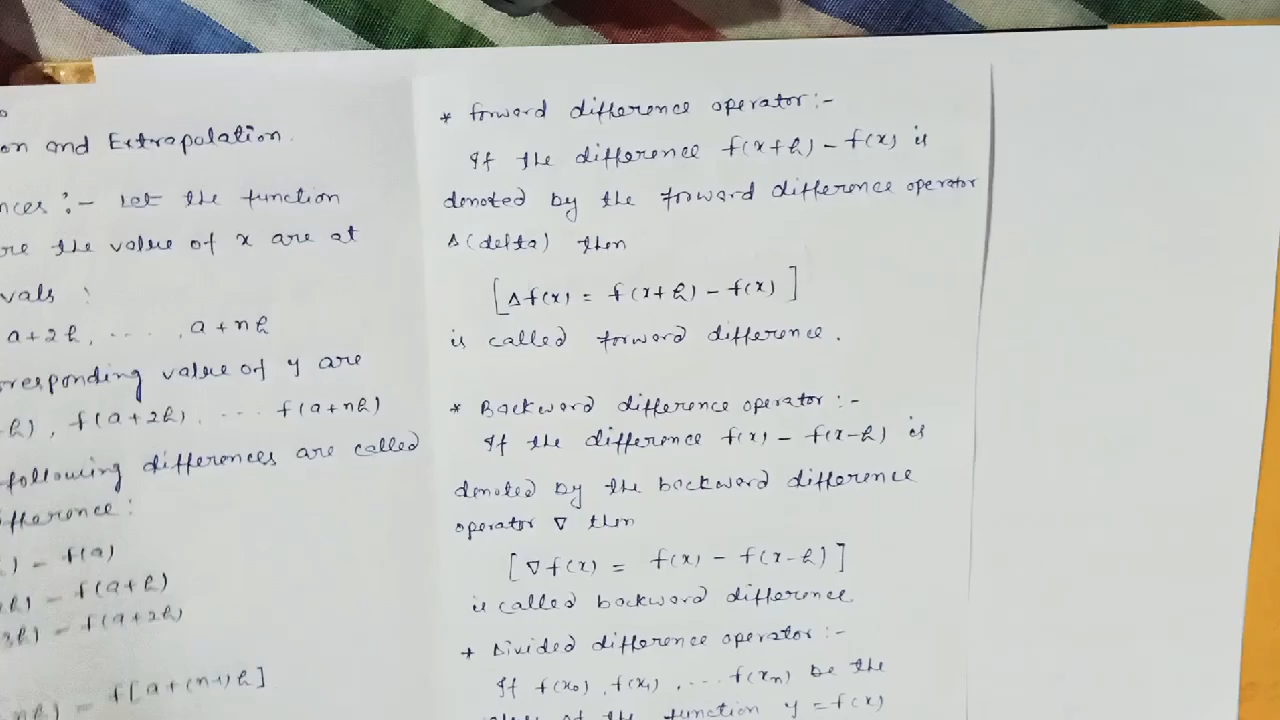 on and Extrapolation.
nces :- Let the function
re the value of x are at
vals :
a+2h, ..... , a+nh
rresponding value of y are
h), f(a+2h), .... f(a+nh)
following differences are called
fference :
) - f(a)
h) - f(a+h)
3h) - f(a+2h)
nh) - f[a+(n-1)h]
* Forward difference operator :-
If the difference f(x+h) - f(x) is
denoted by the forward difference operator
Δ(delta) then
[Δf(x) = f(x+h) - f(x)]
is called forward difference.
* Backward difference operator :-
If the difference f(x) - f(x-h) is
denoted by the backward difference
operator ∇ then
[∇f(x) = f(x) - f(x-h)]
is called backward difference.
* Divided difference operator :-
If f(x₀), f(x₁), .... f(xₙ) be the
of the function y = f(x)